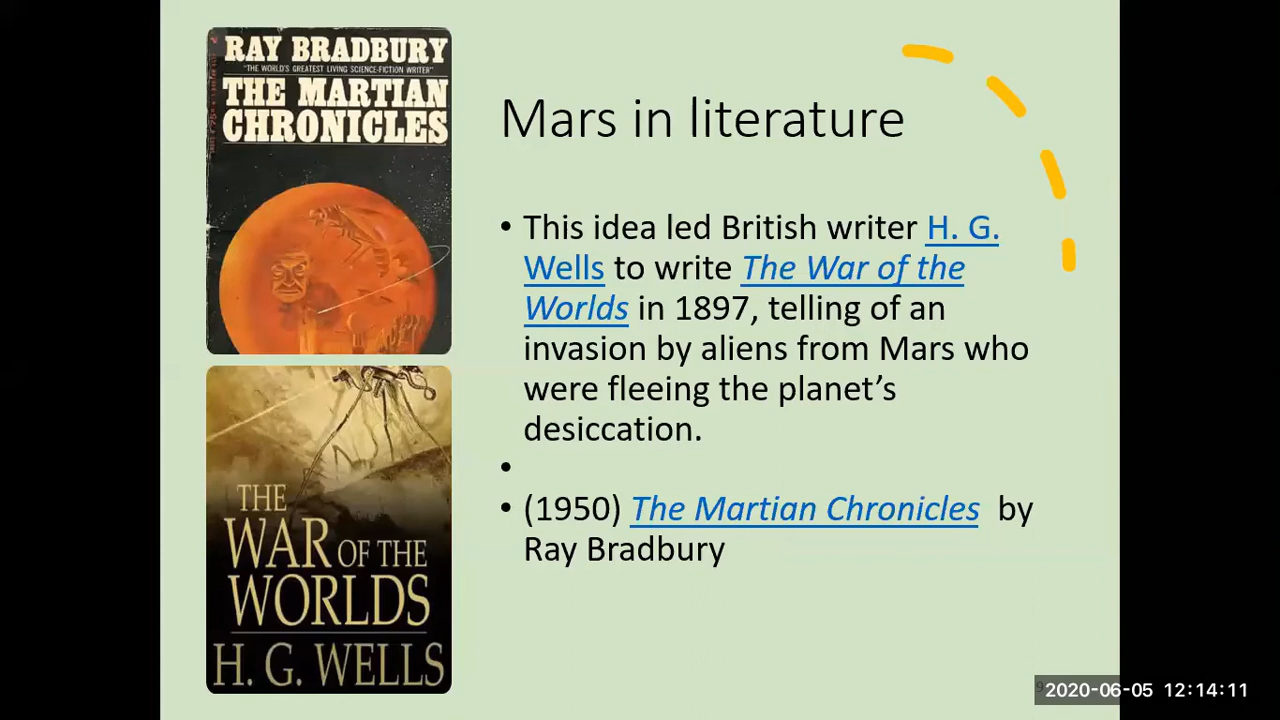 RAY BRADBURY
"THE WORLD'S GREATEST LIVING SCIENCE-FICTION WRITER"
THE MARTIAN
CHRONICLES
THE
WAR OF THE
WORLDS
H. G. WELLS
Mars in literature
• This idea led British writer H. G.
Wells to write The War of the
Worlds in 1897, telling of an
invasion by aliens from Mars who
were fleeing the planet’s
desiccation.
•
• (1950) The Martian Chronicles by
Ray Bradbury
2020-06-05 12:14:11